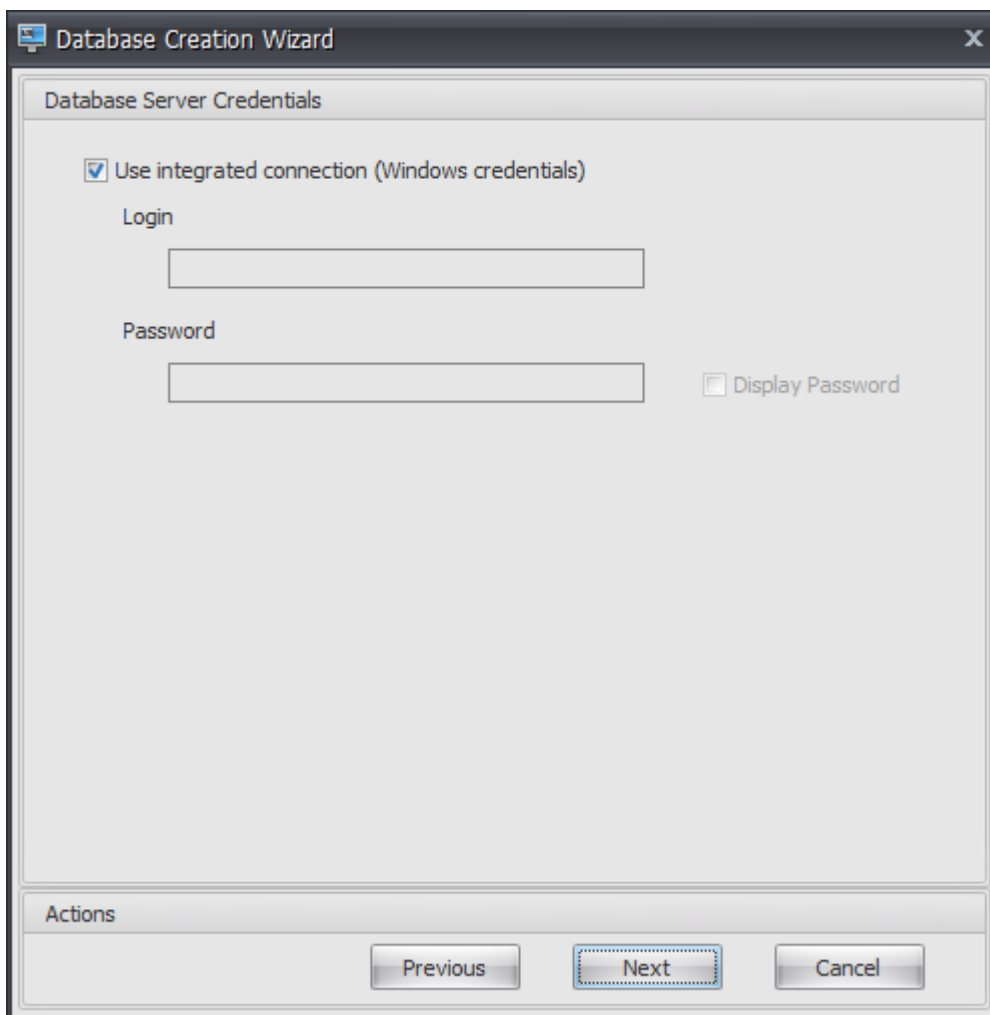 Database Creation Wizard
Database Server Credentials
Use integrated connection (Windows credentials)
Login
Password
Display Password
Actions
Previous Next Cancel